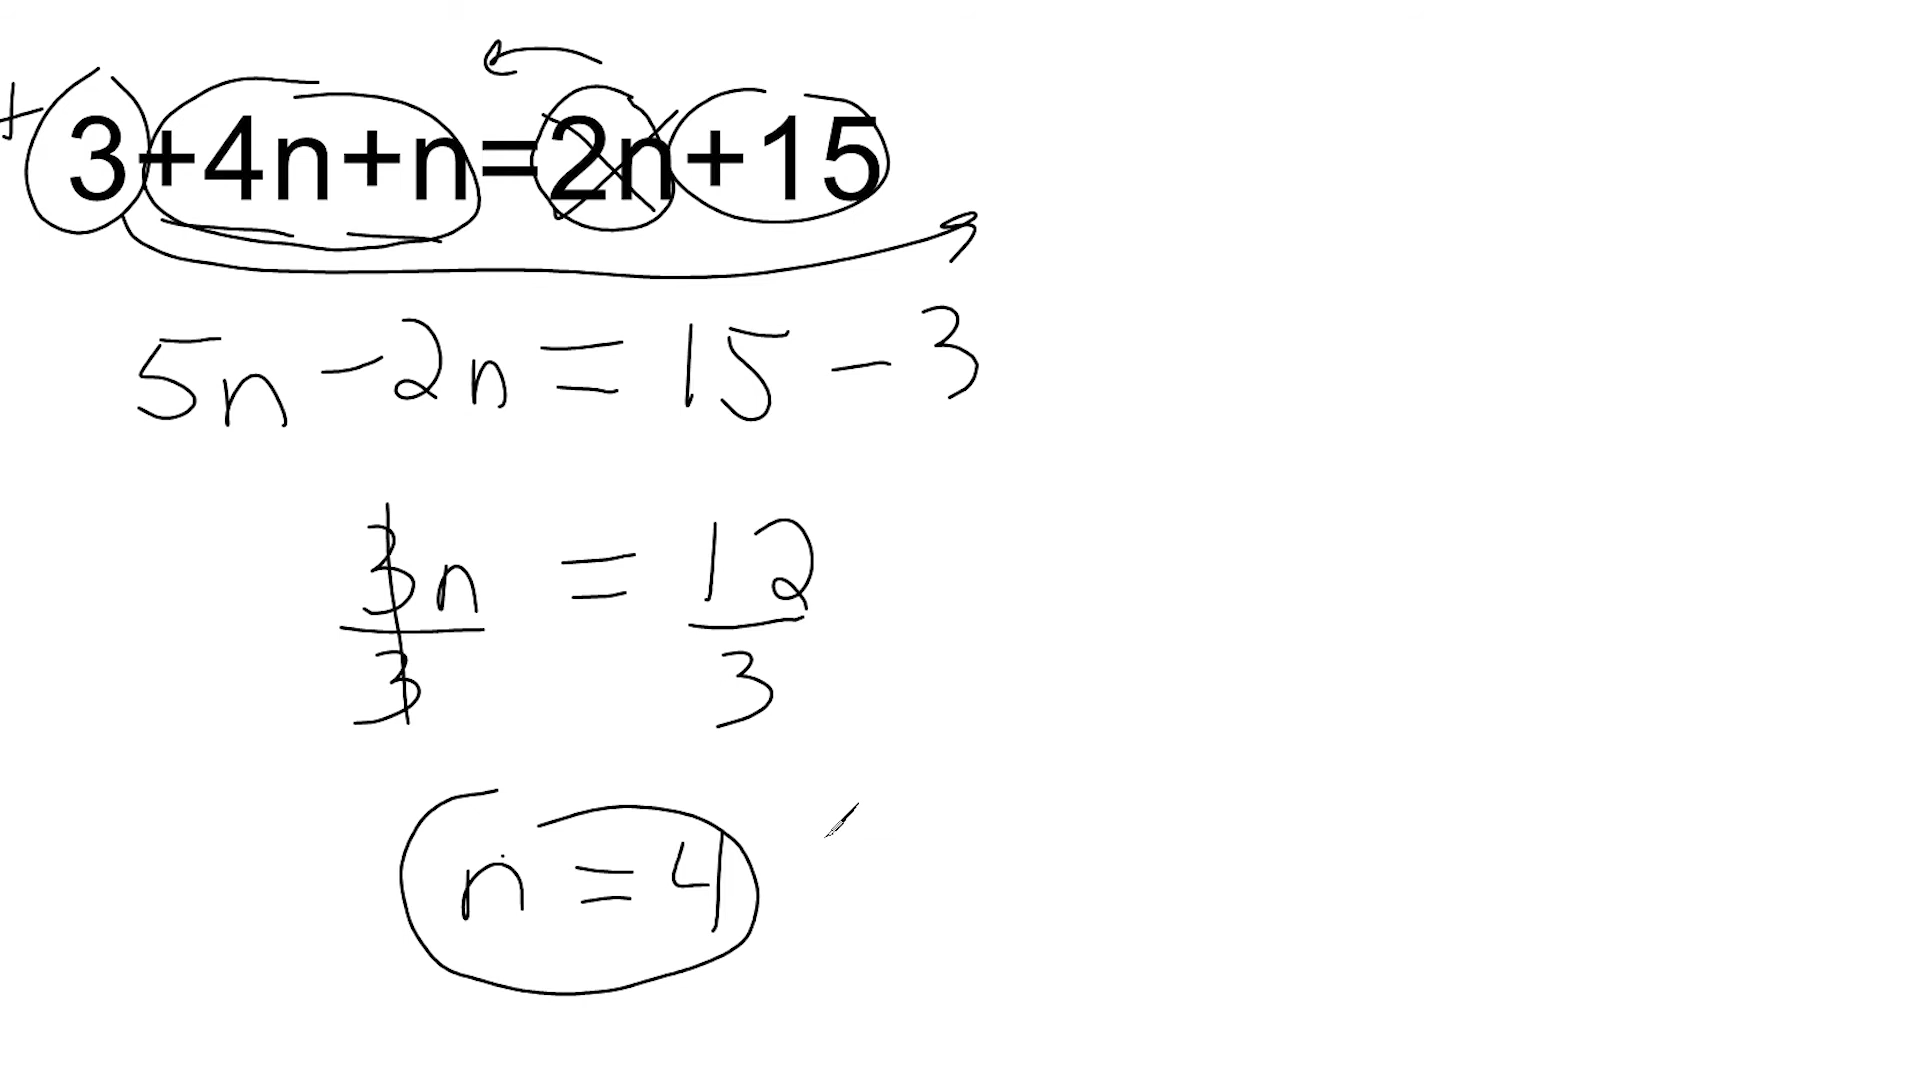 + 3+4n+n=2n+15
5n - 2n = 15 - 3
3n = 12
3 3
n = 4